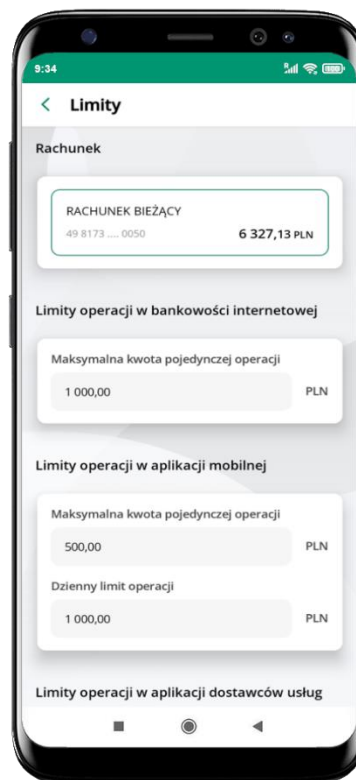 9:34
Limity
Rachunek
RACHUNEK BIEŻĄCY
49 8173 .... 0050
6 327,13 PLN
Limity operacji w bankowości internetowej
Maksymalna kwota pojedynczej operacji
1 000,00 PLN
Limity operacji w aplikacji mobilnej
Maksymalna kwota pojedynczej operacji
500,00 PLN
Dzienny limit operacji
1 000,00 PLN
Limity operacji w aplikacji dostawców usług